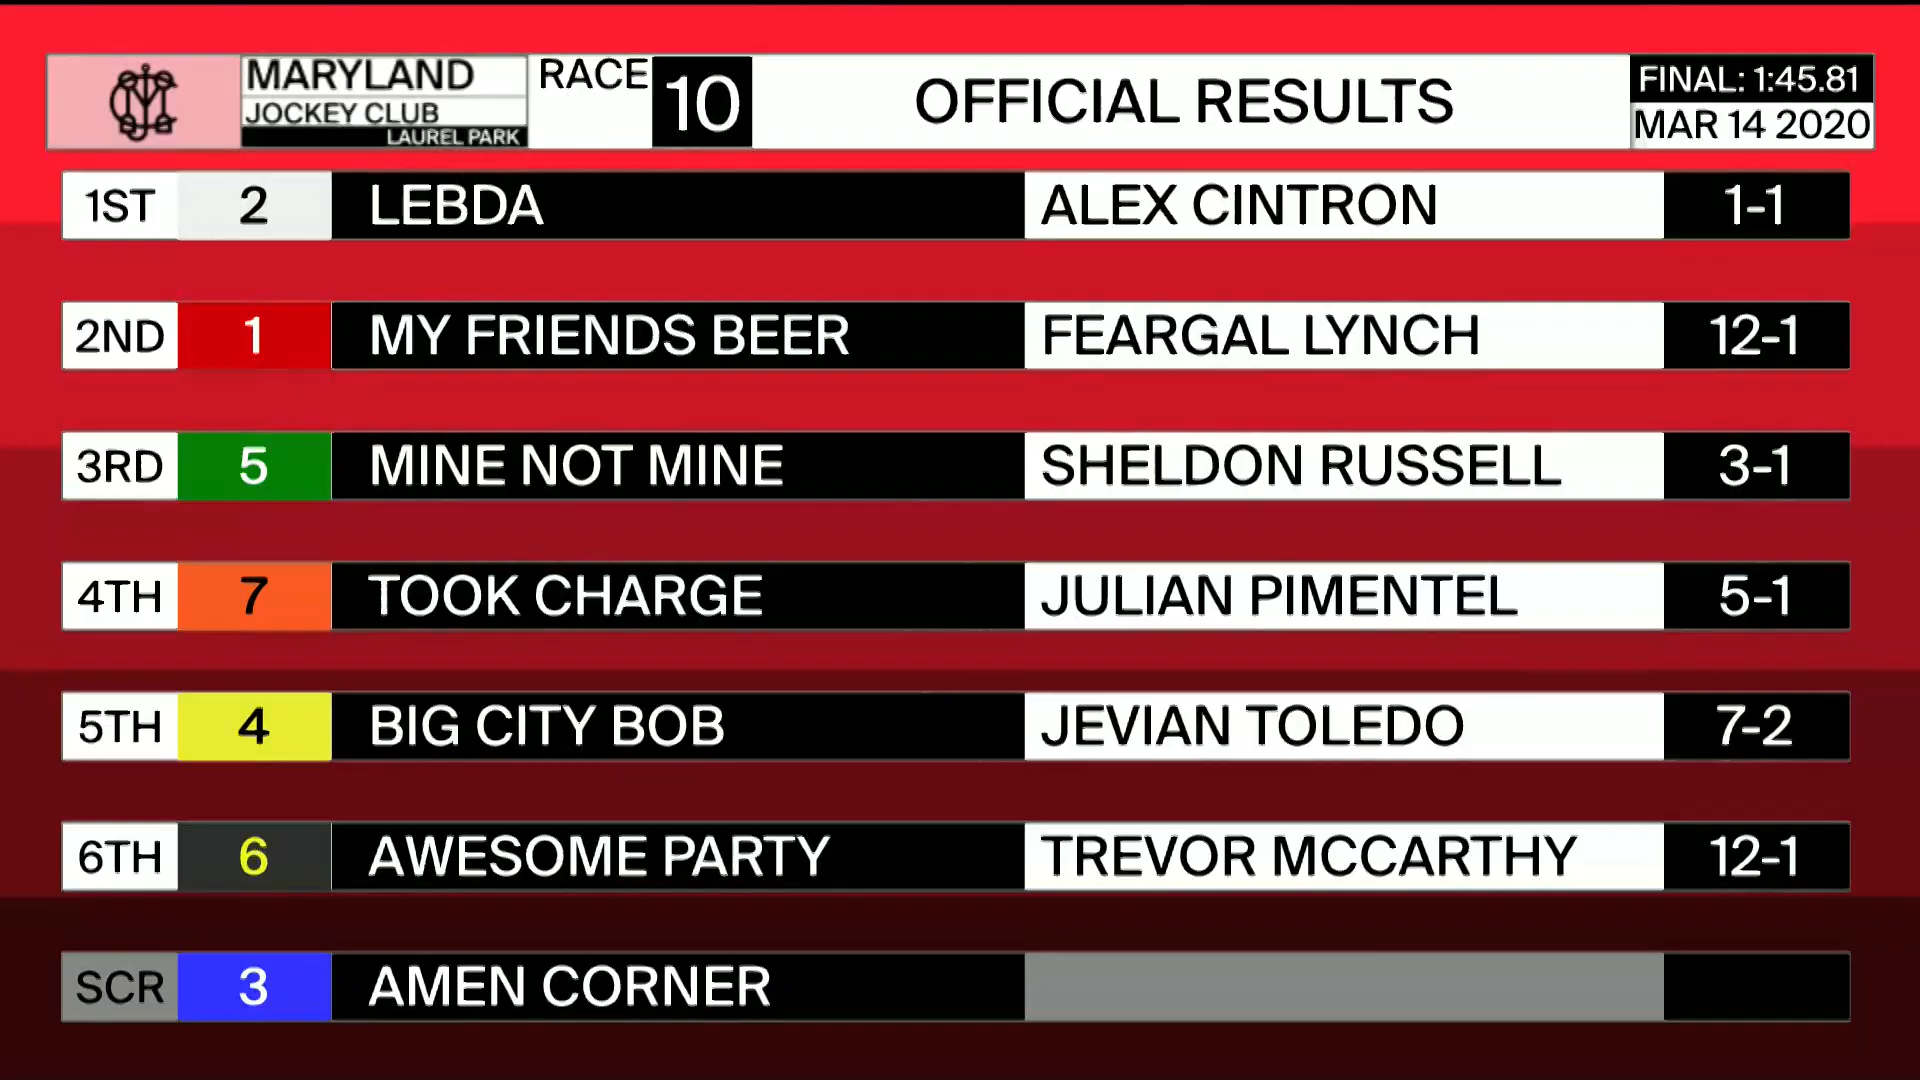 MARYLAND
JOCKEY CLUB
LAUREL PARK
RACE 10
OFFICIAL RESULTS
FINAL: 1:45.81
MAR 14 2020
1ST 2 LEBDA ALEX CINTRON 1-1
2ND 1 MY FRIENDS BEER FEARGAL LYNCH 12-1
3RD 5 MINE NOT MINE SHELDON RUSSELL 3-1
4TH 7 TOOK CHARGE JULIAN PIMENTEL 5-1
5TH 4 BIG CITY BOB JEVIAN TOLEDO 7-2
6TH 6 AWESOME PARTY TREVOR MCCARTHY 12-1
SCR 3 AMEN CORNER